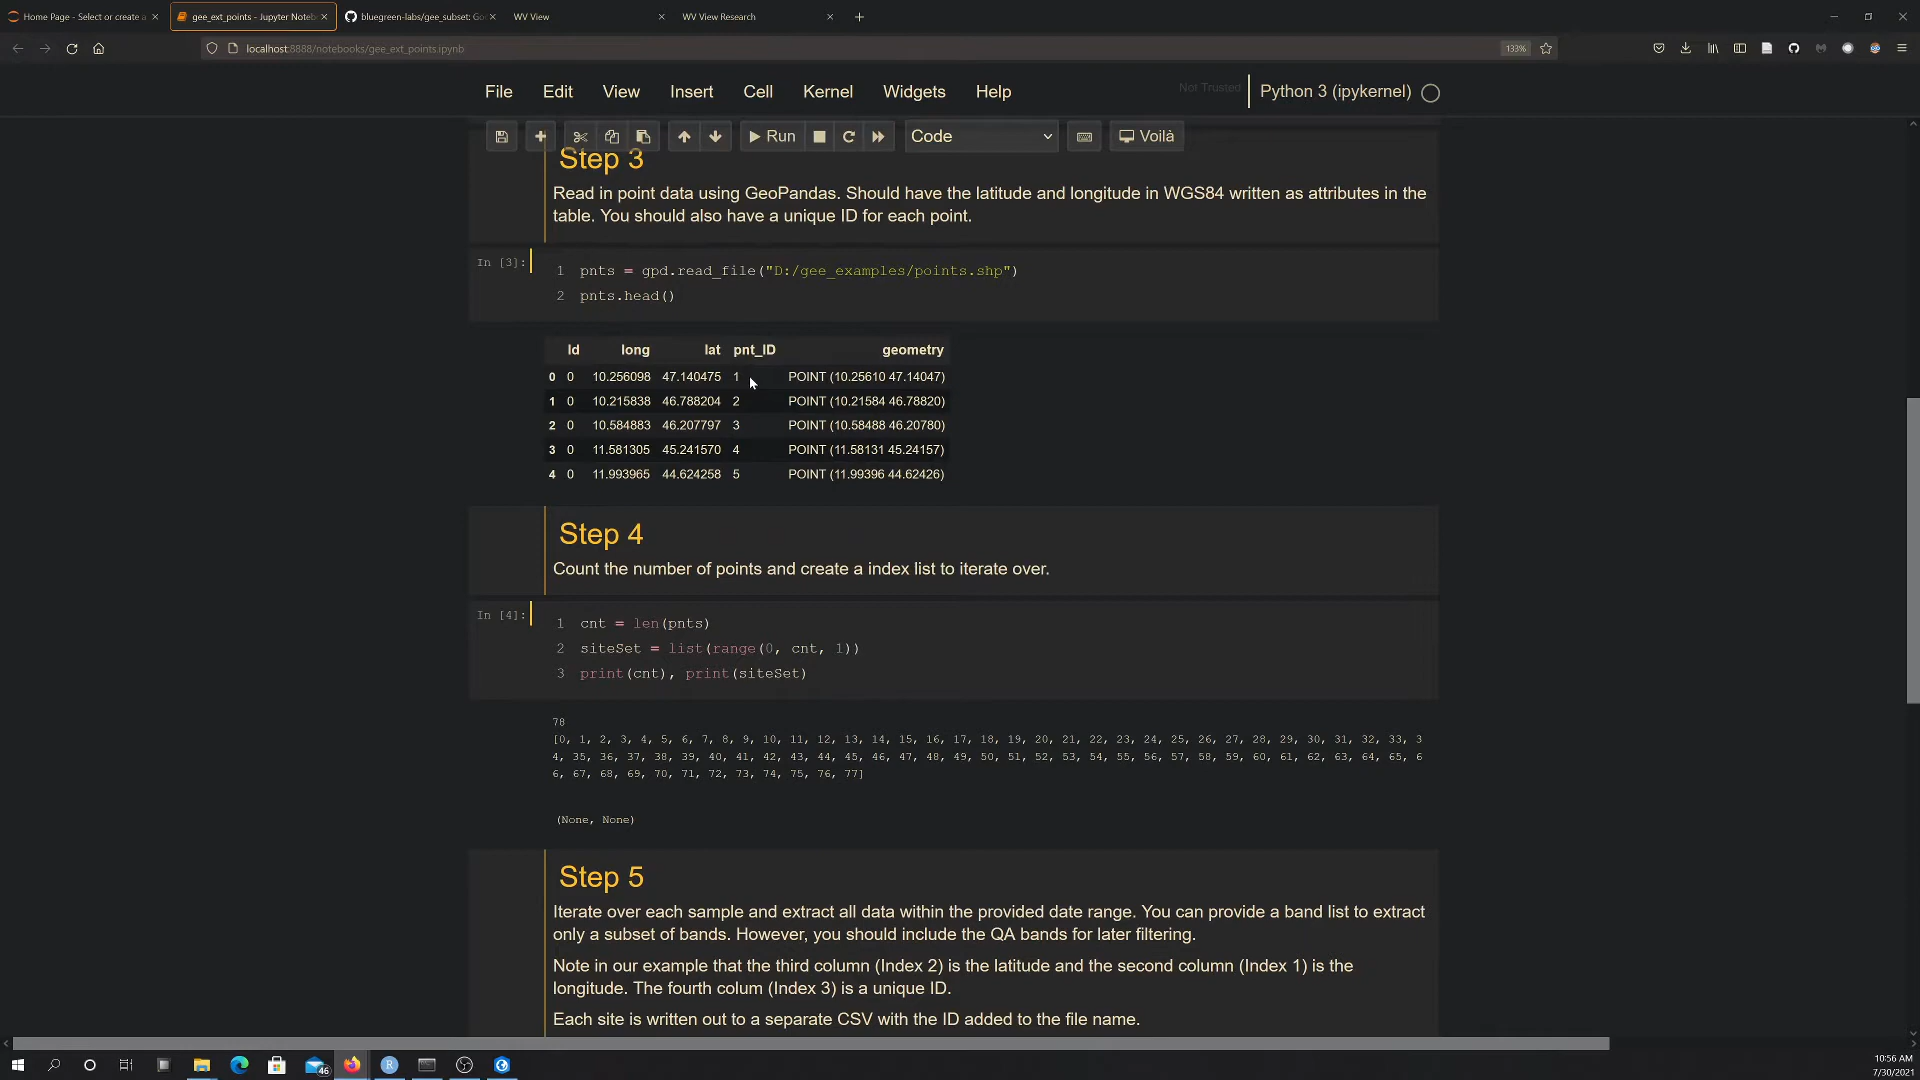 Home Page - Select or create a
gee_ext_points - Jupyter Notebo
bluegreen-labs/gee_subset: Go
WV View
WV View Research
localhost:8888/notebooks/gee_ext_points.ipynb
133%
File Edit View Insert Cell Kernel Widgets Help
Not Trusted
Python 3 (ipykernel)
Run
Code
Voilà
Step 3
Read in point data using GeoPandas. Should have the latitude and longitude in WGS84 written as attributes in the
table. You should also have a unique ID for each point.
In [3]:
1 pnts = gpd.read_file("D:/gee_examples/points.shp")
2 pnts.head()
Id long lat pnt_ID geometry
0 0 10.256098 47.140475 1 POINT (10.25610 47.14047)
1 0 10.215838 46.788204 2 POINT (10.21584 46.78820)
2 0 10.584883 46.207797 3 POINT (10.58488 46.20780)
3 0 11.581305 45.241570 4 POINT (11.58131 45.24157)
4 0 11.993965 44.624258 5 POINT (11.99396 44.62426)
Step 4
Count the number of points and create a index list to iterate over.
In [4]:
1 cnt = len(pnts)
2 siteSet = list(range(0, cnt, 1))
3 print(cnt), print(siteSet)
78
[0, 1, 2, 3, 4, 5, 6, 7, 8, 9, 10, 11, 12, 13, 14, 15, 16, 17, 18, 19, 20, 21, 22, 23, 24, 25, 26, 27, 28, 29, 30, 31, 32, 33, 3
4, 35, 36, 37, 38, 39, 40, 41, 42, 43, 44, 45, 46, 47, 48, 49, 50, 51, 52, 53, 54, 55, 56, 57, 58, 59, 60, 61, 62, 63, 64, 65, 6
6, 67, 68, 69, 70, 71, 72, 73, 74, 75, 76, 77]
(None, None)
Step 5
Iterate over each sample and extract all data within the provided date range. You can provide a band list to extract
only a subset of bands. However, you should include the QA bands for later filtering.
Note in our example that the third column (Index 2) is the latitude and the second column (Index 1) is the
longitude. The fourth colum (Index 3) is a unique ID.
Each site is written out to a separate CSV with the ID added to the file name.
46
R
10:56 AM
7/30/2021